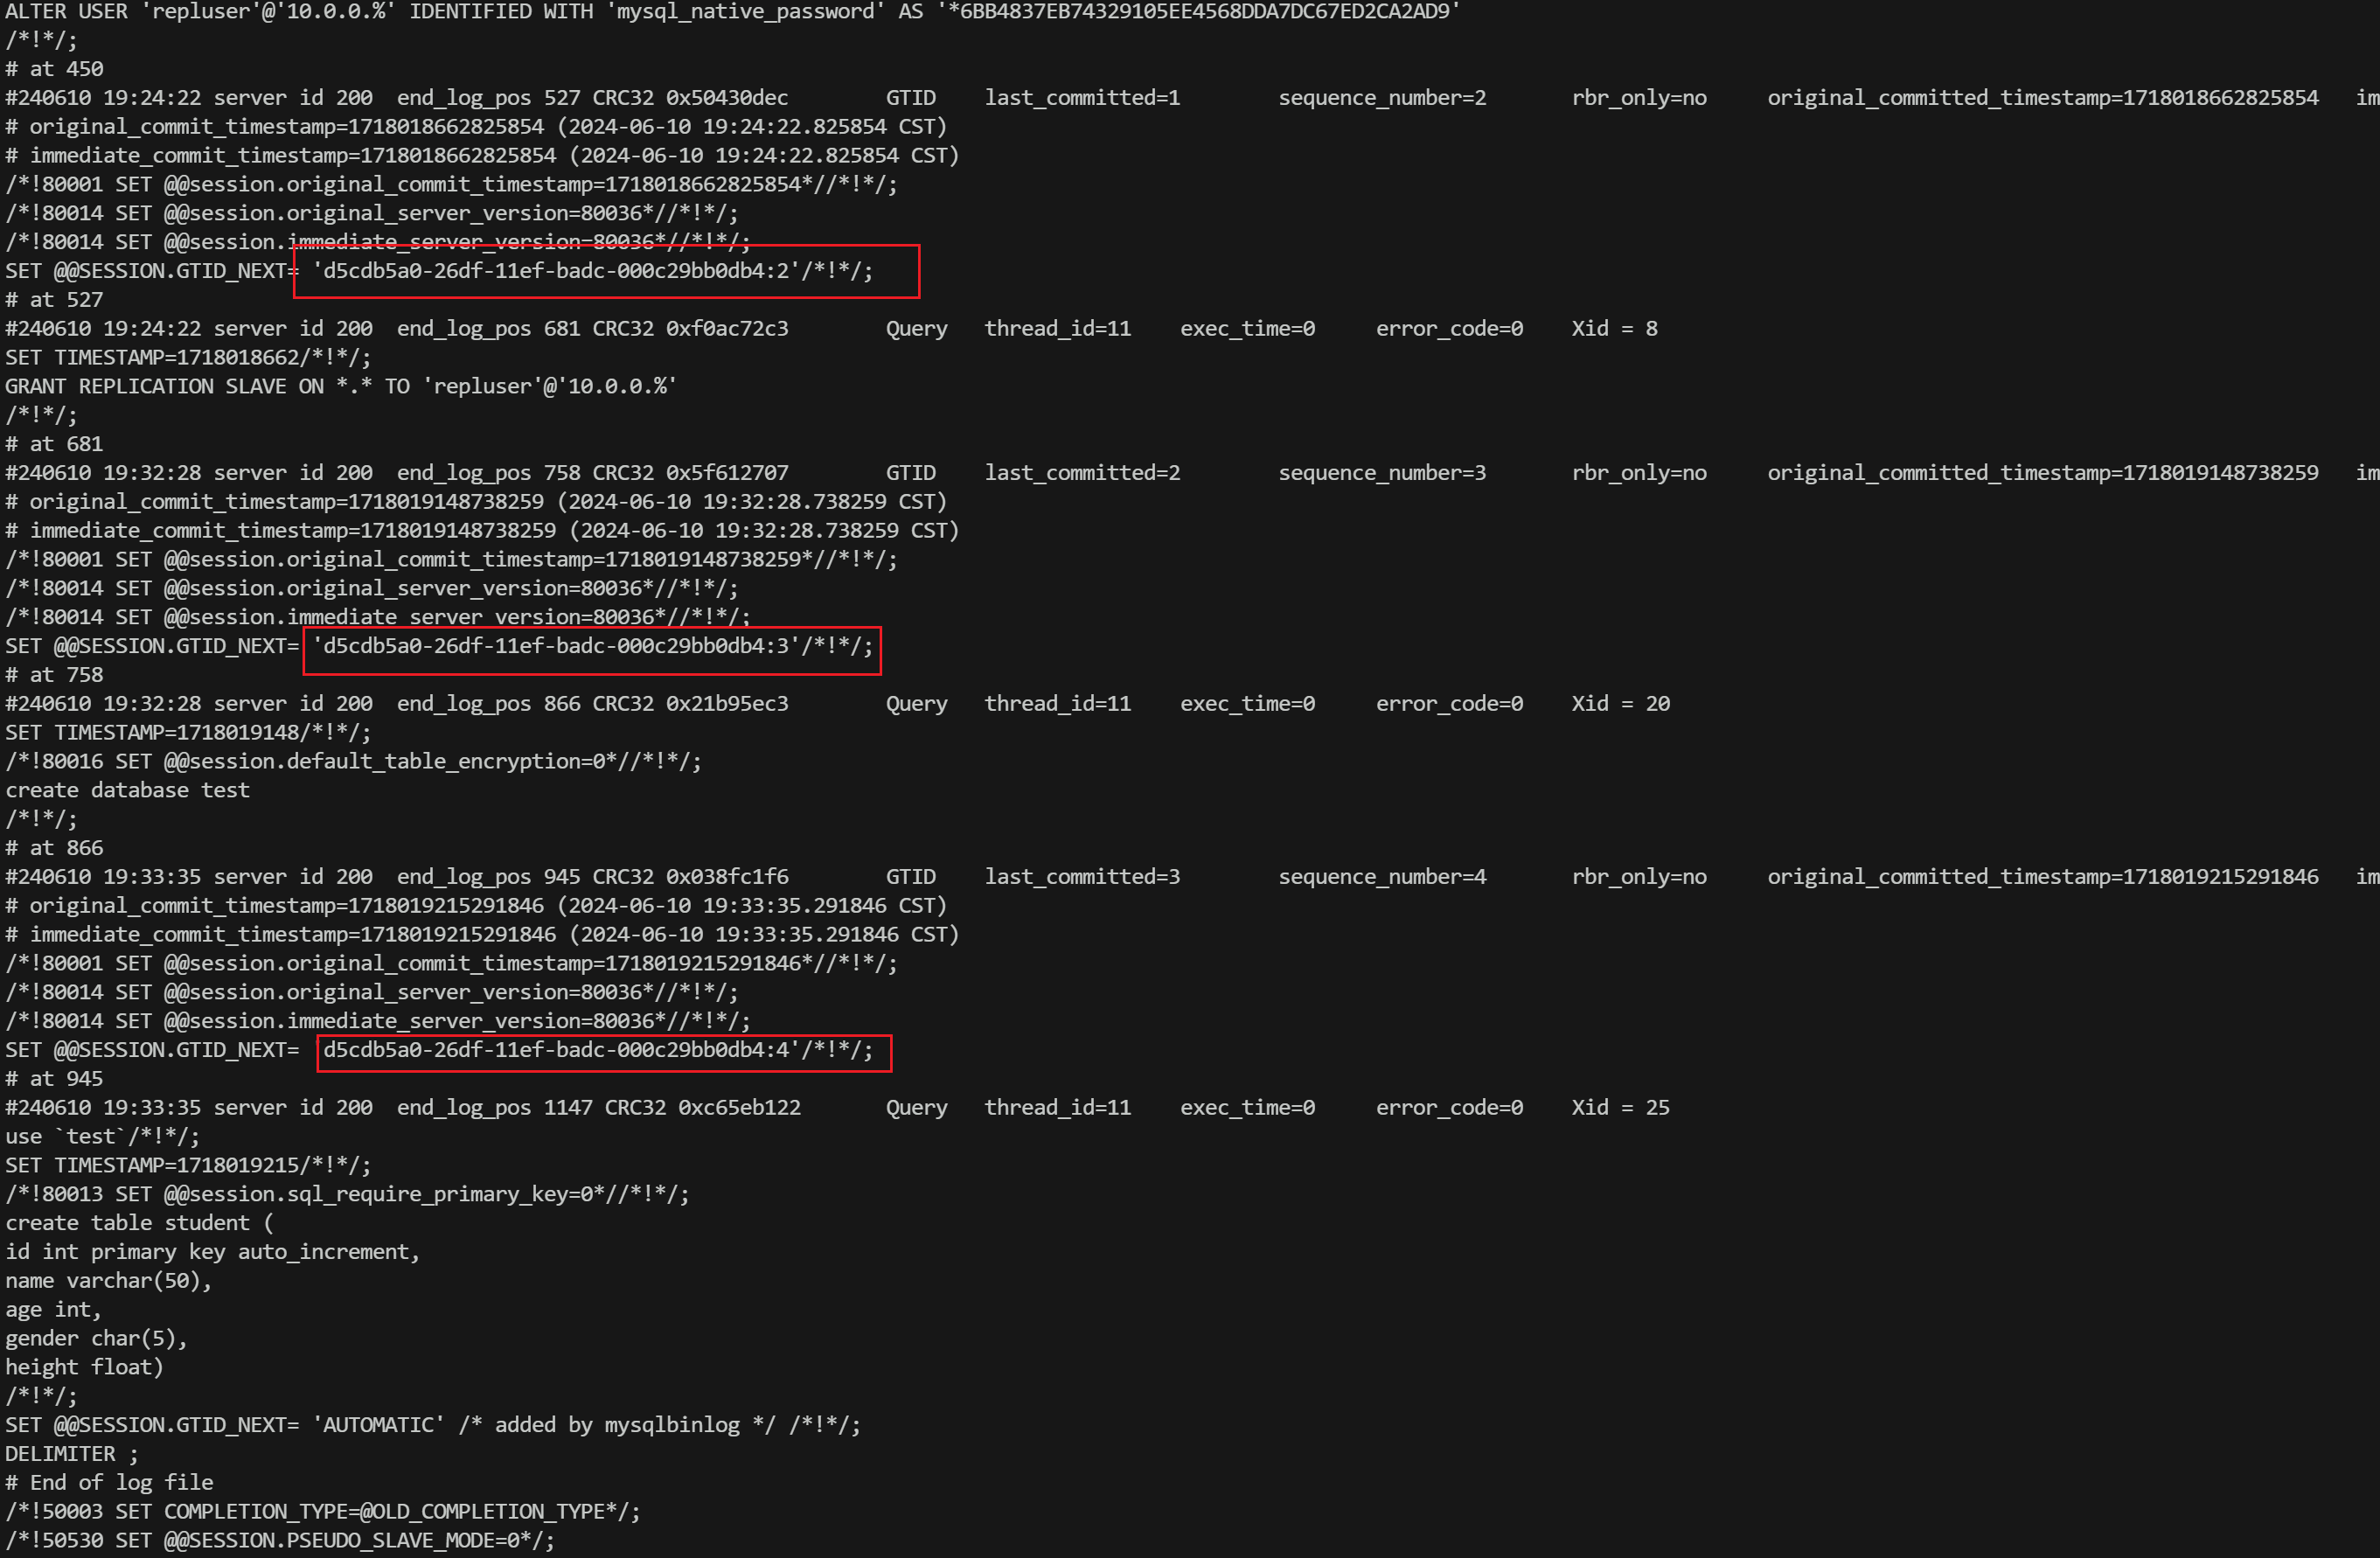 ALTER USER 'repluser'@'10.0.0.%' IDENTIFIED WITH 'mysql_native_password' AS '*6BB4837EB74329105EE4568DDA7DC67ED2CA2AD9'
/*!*/;
# at 450
#240610 19:24:22 server id 200  end_log_pos 527 CRC32 0x50430dec        GTID    last_committed=1        sequence_number=2       rbr_only=no     original_committed_timestamp=1718018662825854   im
# original_commit_timestamp=1718018662825854 (2024-06-10 19:24:22.825854 CST)
# immediate_commit_timestamp=1718018662825854 (2024-06-10 19:24:22.825854 CST)
/*!80001 SET @@session.original_commit_timestamp=1718018662825854*//*!*/;
/*!80014 SET @@session.original_server_version=80036*//*!*/;
/*!80014 SET @@session.immediate_server_version=80036*//*!*/;
SET @@SESSION.GTID_NEXT= 'd5cdb5a0-26df-11ef-badc-000c29bb0db4:2'/*!*/;
# at 527
#240610 19:24:22 server id 200  end_log_pos 681 CRC32 0xf0ac72c3        Query   thread_id=11    exec_time=0     error_code=0    Xid = 8
SET TIMESTAMP=1718018662/*!*/;
GRANT REPLICATION SLAVE ON *.* TO 'repluser'@'10.0.0.%'
/*!*/;
# at 681
#240610 19:32:28 server id 200  end_log_pos 758 CRC32 0x5f612707        GTID    last_committed=2        sequence_number=3       rbr_only=no     original_committed_timestamp=1718019148738259   im
# original_commit_timestamp=1718019148738259 (2024-06-10 19:32:28.738259 CST)
# immediate_commit_timestamp=1718019148738259 (2024-06-10 19:32:28.738259 CST)
/*!80001 SET @@session.original_commit_timestamp=1718019148738259*//*!*/;
/*!80014 SET @@session.original_server_version=80036*//*!*/;
/*!80014 SET @@session.immediate_server_version=80036*//*!*/;
SET @@SESSION.GTID_NEXT= 'd5cdb5a0-26df-11ef-badc-000c29bb0db4:3'/*!*/;
# at 758
#240610 19:32:28 server id 200  end_log_pos 866 CRC32 0x21b95ec3        Query   thread_id=11    exec_time=0     error_code=0    Xid = 20
SET TIMESTAMP=1718019148/*!*/;
/*!80016 SET @@session.default_table_encryption=0*//*!*/;
create database test
/*!*/;
# at 866
#240610 19:33:35 server id 200  end_log_pos 945 CRC32 0x038fc1f6        GTID    last_committed=3        sequence_number=4       rbr_only=no     original_committed_timestamp=1718019215291846   im
# original_commit_timestamp=1718019215291846 (2024-06-10 19:33:35.291846 CST)
# immediate_commit_timestamp=1718019215291846 (2024-06-10 19:33:35.291846 CST)
/*!80001 SET @@session.original_commit_timestamp=1718019215291846*//*!*/;
/*!80014 SET @@session.original_server_version=80036*//*!*/;
/*!80014 SET @@session.immediate_server_version=80036*//*!*/;
SET @@SESSION.GTID_NEXT= d5cdb5a0-26df-11ef-badc-000c29bb0db4:4'/*!*/;
# at 945
#240610 19:33:35 server id 200  end_log_pos 1147 CRC32 0xc65eb122       Query   thread_id=11    exec_time=0     error_code=0    Xid = 25
use `test`/*!*/;
SET TIMESTAMP=1718019215/*!*/;
/*!80013 SET @@session.sql_require_primary_key=0*//*!*/;
create table student (
id int primary key auto_increment,
name varchar(50),
age int,
gender char(5),
height float)
/*!*/;
SET @@SESSION.GTID_NEXT= 'AUTOMATIC' /* added by mysqlbinlog */ /*!*/;
DELIMITER ;
# End of log file
/*!50003 SET COMPLETION_TYPE=@OLD_COMPLETION_TYPE*/;
/*!50530 SET @@SESSION.PSEUDO_SLAVE_MODE=0*/;